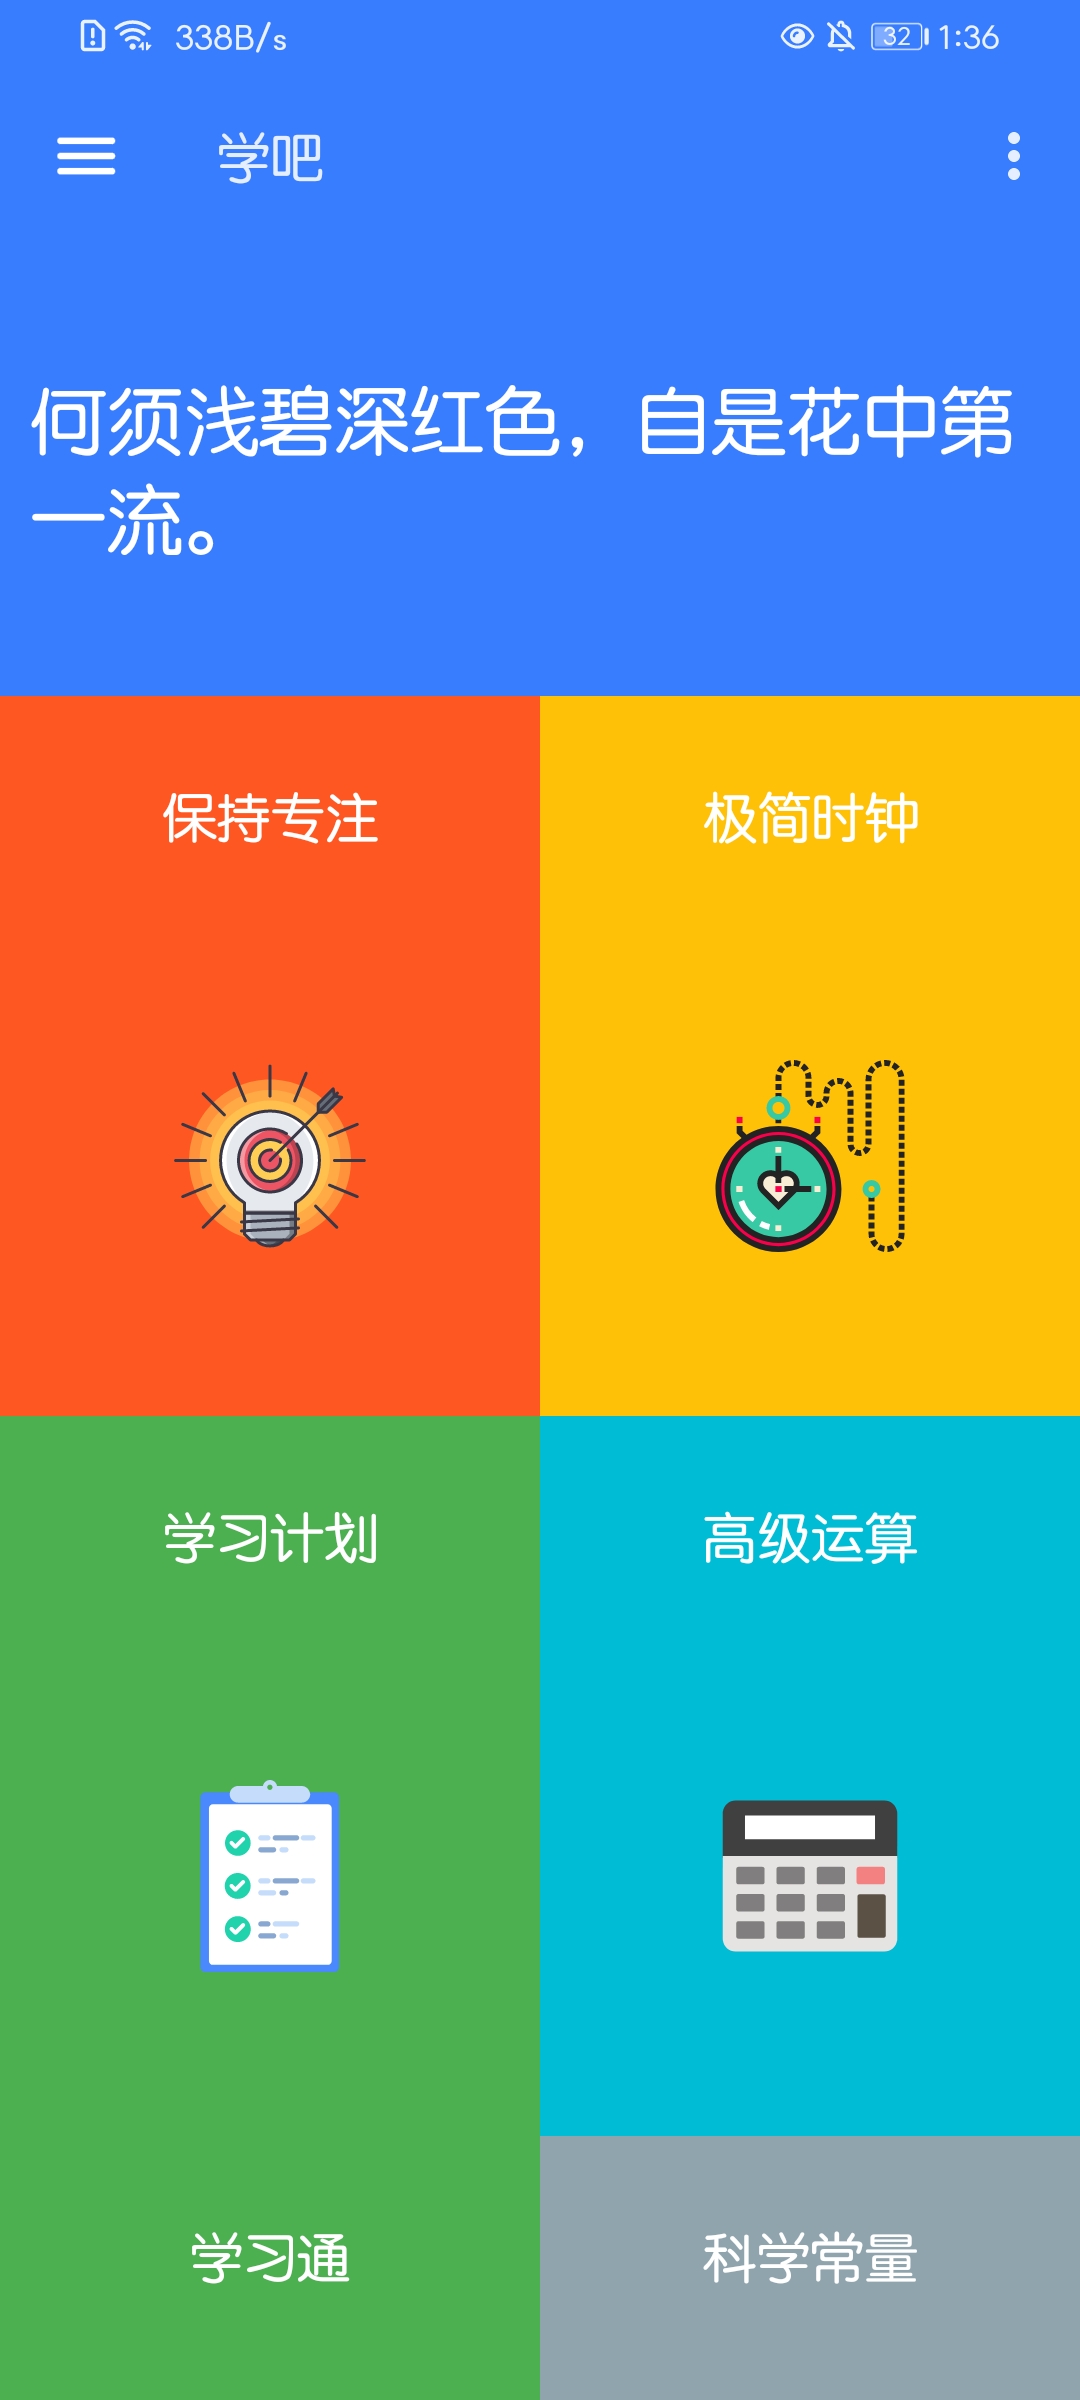 338B/s
32
1:36
学吧
何须浅碧深红色，自是花中第
一流。
保持专注
极简时钟
学习计划
高级运算
学习通
科学常量